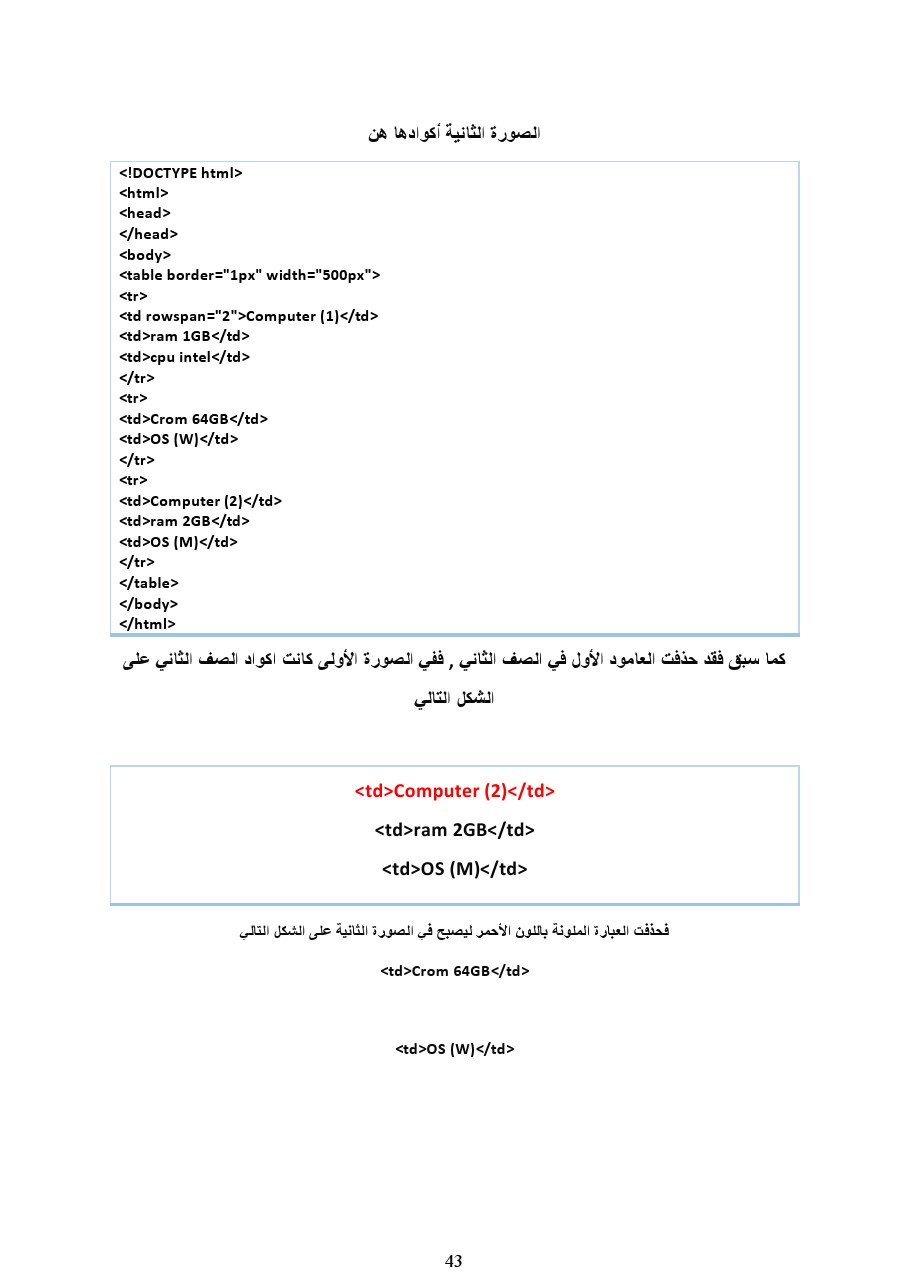 الصورة الثانية أكوادها هن
<!DOCTYPE html>
<html>
<head>
</head>
<body>
<table border="1px" width="500px">
<tr>
<td rowspan="2">Computer (1)</td>
<td>ram 1GB</td>
<td>cpu intel</td>
</tr>
<tr>
<td>Crom 64GB</td>
<td>OS (W)</td>
</tr>
<tr>
<td>Computer (2)</td>
<td>ram 2GB</td>
<td>OS (M)</td>
</tr>
</table>
</body>
</html>
كما سبق فقد حذفت العامود الأول في الصف الثاني , ففي الصورة الأولى كانت اكواد الصف الثاني على
الشكل التالي
<td>Computer (2)</td>
<td>ram 2GB</td>
<td>OS (M)</td>
فحذفت العبارة الملونة باللون الأحمر ليصبح في الصورة الثانية على الشكل التالي
<td>Crom 64GB</td>
<td>OS (W)</td>
43